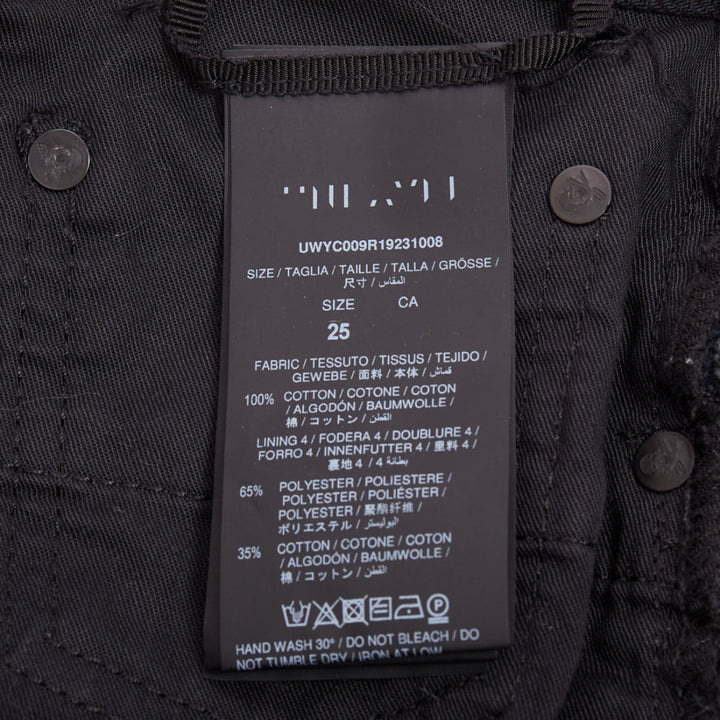 UWYC009R19231008
SIZE / TAGLIA / TAILLE / TALLA / GRÖSSE /
尺寸 / المقاس
SIZE CA
25
FABRIC / TESSUTO / TISSUS / TEJIDO /
GEWEBE / 面料 / 本体 / قماش
100% COTTON / COTONE / COTON
/ ALGODÓN / BAUMWOLLE /
棉 / コットン / القطن
LINING 4 / FODERA 4 / DOUBLURE 4 /
FORRO 4 / INNENFUTTER 4 / 里料 4 /
裏地 4 / بطانة 4
65% POLYESTER / POLIESTERE /
POLYESTER / POLIÉSTER /
POLYESTER / 聚酯纤维 /
ポリエステル / البوليستر
35% COTTON / COTONE / COTON
/ ALGODÓN / BAUMWOLLE /
棉 / コットン / القطن
HAND WASH 30° / DO NOT BLEACH / DO
NOT TUMBLE DRY / IRON AT LOW